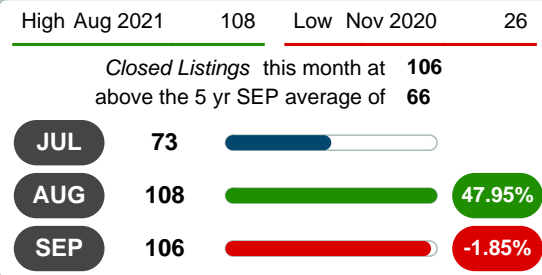 High Aug 2021 108 Low Nov 2020 26
Closed Listings this month at 106
above the 5 yr SEP average of 66
JUL 73
AUG 108 47.95%
SEP 106 -1.85%